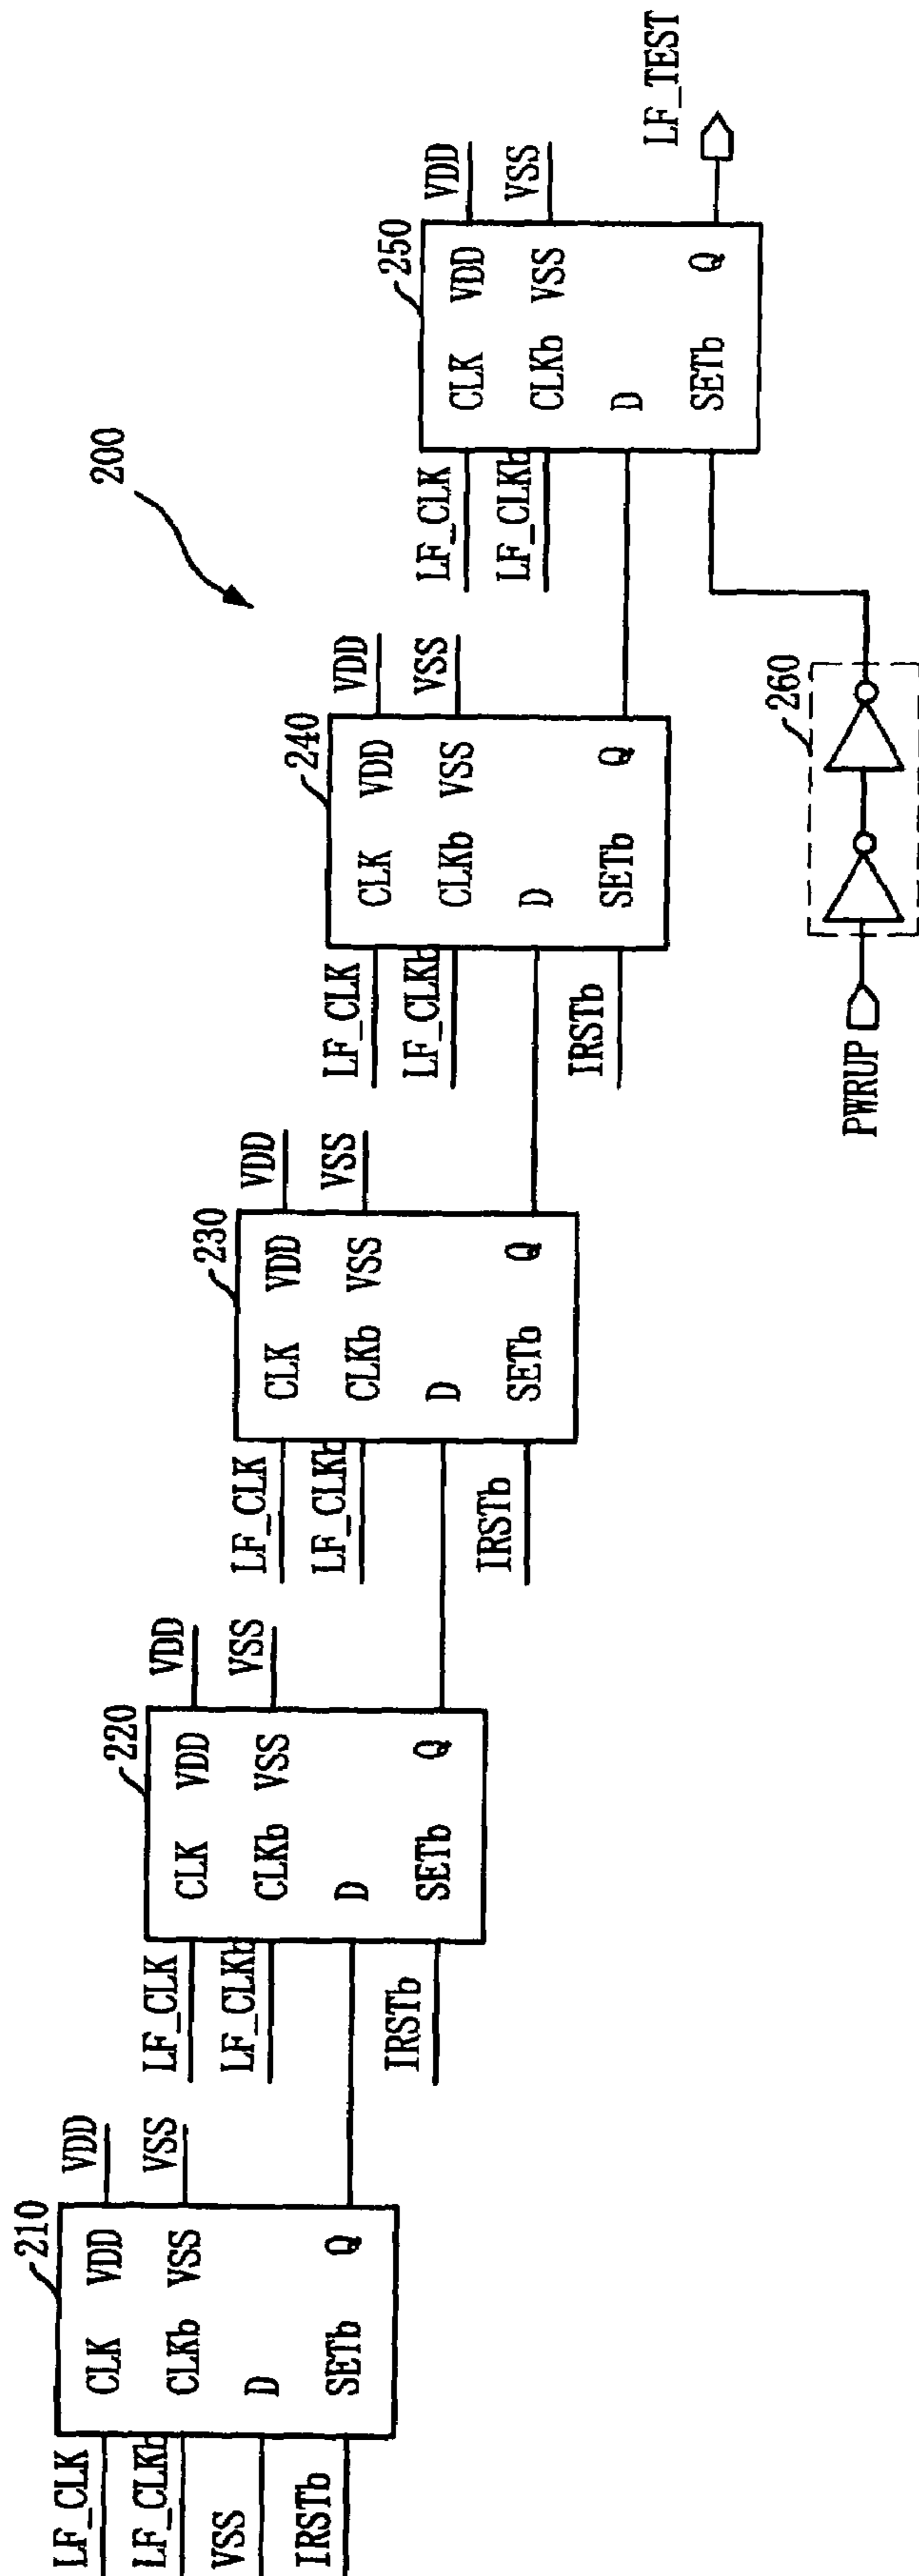 200
210
LF_CLK
LF_CLKb
VSS
IRSTb
CLK VDD
CLKb VSS
D
SETb Q
VDD
VSS
220
LF_CLK
LF_CLKb
IRSTb
CLK VDD
CLKb VSS
D
SETb Q
VDD
VSS
230
LF_CLK
LF_CLKb
IRSTb
CLK VDD
CLKb VSS
D
SETb Q
VDD
VSS
240
LF_CLK
LF_CLKb
IRSTb
CLK VDD
CLKb VSS
D
SETb Q
VDD
VSS
250
LF_CLK
LF_CLKb
CLK VDD
CLKb VSS
D
SETb Q
VDD
VSS
LF_TEST
260
PWRUP